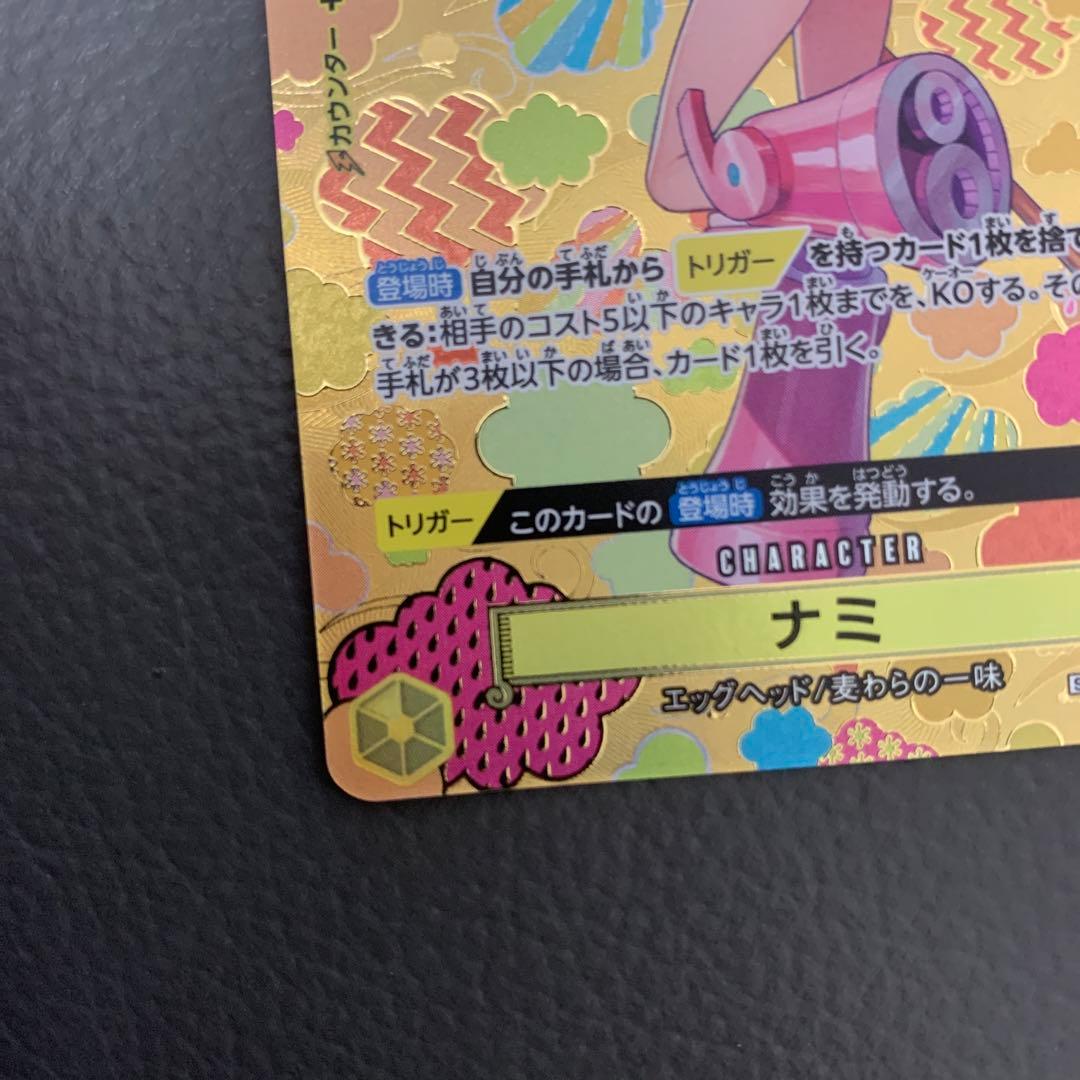 カウンター
登場時 自分の手札から トリガー を持つカード1枚を捨て
きる:相手のコスト5以下のキャラ1枚までを、KOする。その
手札が3枚以下の場合、カード1枚を引く。
トリガー このカードの 登場時 効果を発動する。
CHARACTER
ナミ
エッグヘッド/麦わらの一味